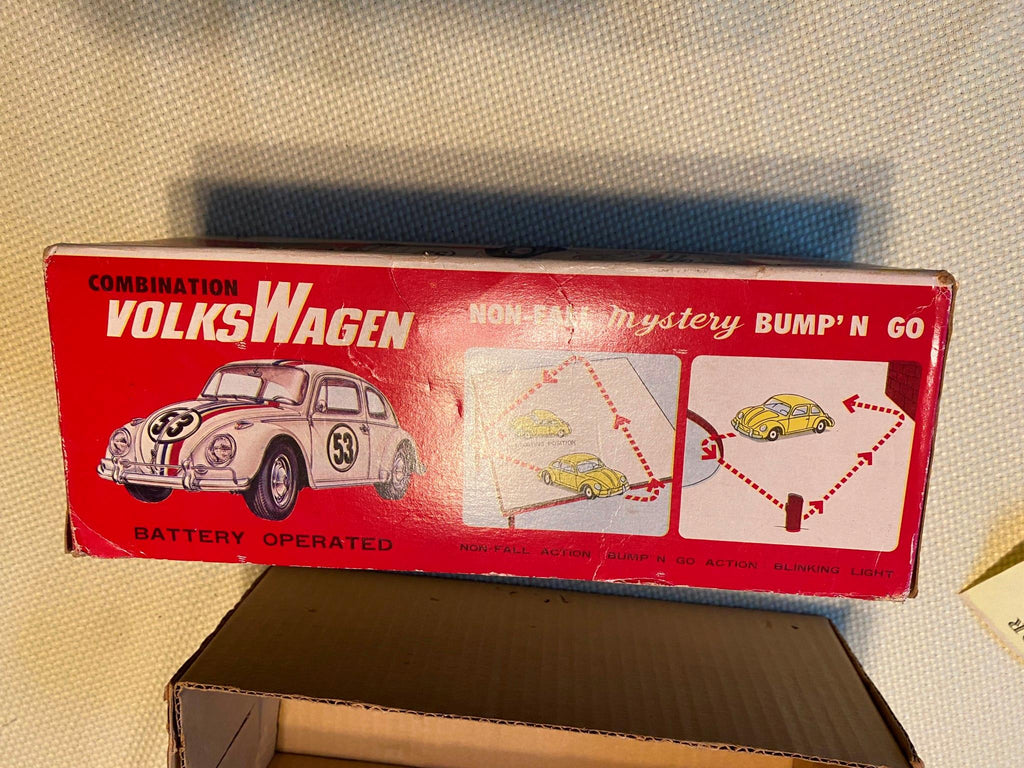 COMBINATION
VOLKSWAGEN
53
53
BATTERY OPERATED
NON-FALL mystery BUMP'N GO
POSITION
NON-FALL ACTION BUMP'N GO ACTION BLINKING LIGHT